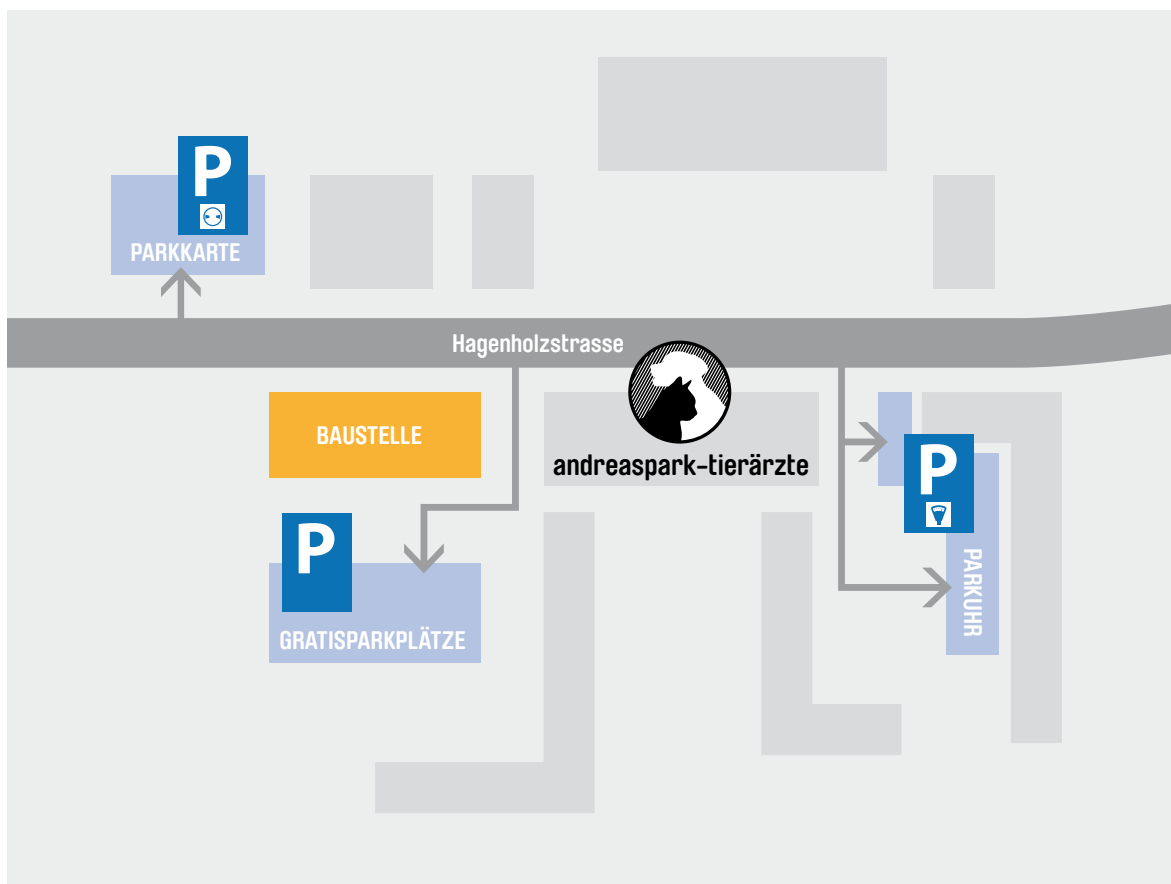 P
PARKKARTE
Hagenholzstrasse
BAUSTELLE
andreaspark-tierärzte
P
P
GRATISPARKPLÄTZE
PARKUHR